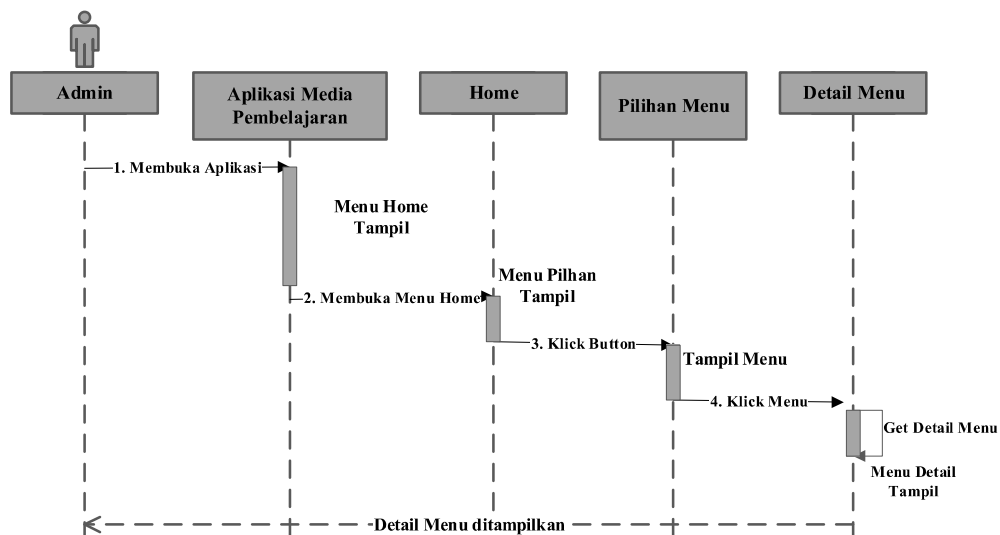 Admin
Aplikasi Media
Pembelajaran
Home
Pilihan Menu
Detail Menu
1. Membuka Aplikasi
Menu Home
Tampil
Menu Pilhan
Tampil
2. Membuka Menu Home
3. Klick Button
Tampil Menu
4. Klick Menu
Get Detail Menu
Menu Detail
Tampil
Detail Menu ditampilkan